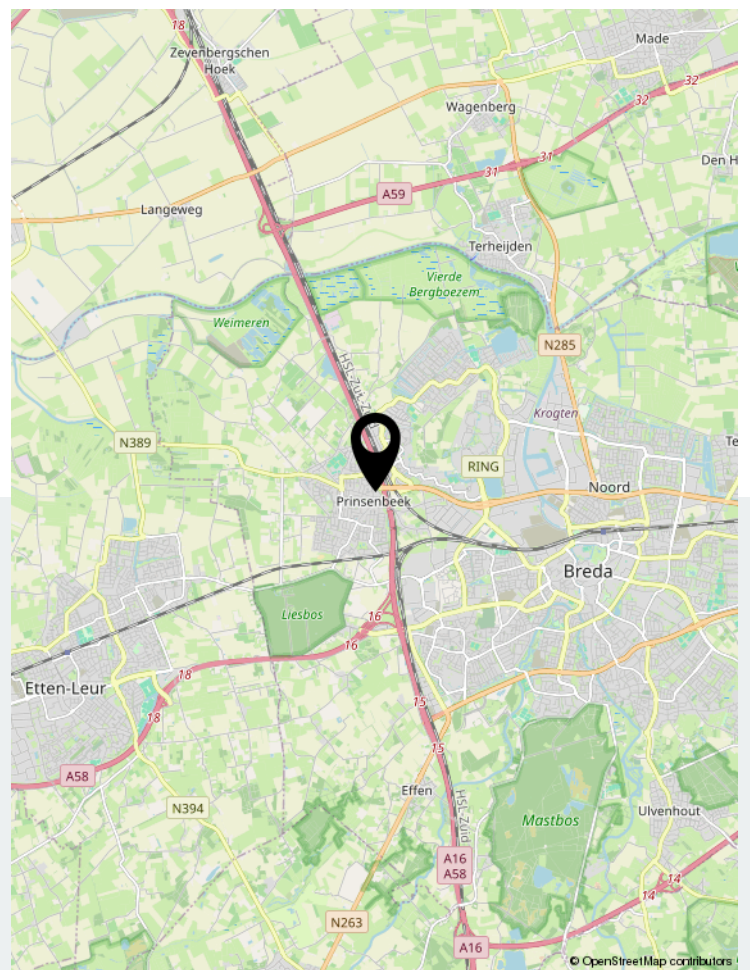 18
Zevenbergschen
Hoek
Made
32
32
Wagenberg
31
31
Den H
A59
Langeweg
Terheijden
Vierde
Bergboezem
Weimeren
N285
HSL-Zuid
Krogten
N389
RING
Te
Noord
Prinsenbeek
Breda
Liesbos
16
16
18
Etten-Leur
18
15
15
A58
Effen
N394
HSL-Zuid
Mastbos
Ulvenhout
A16
A58
14
14
N263
A16
© OpenStreetMap contributors